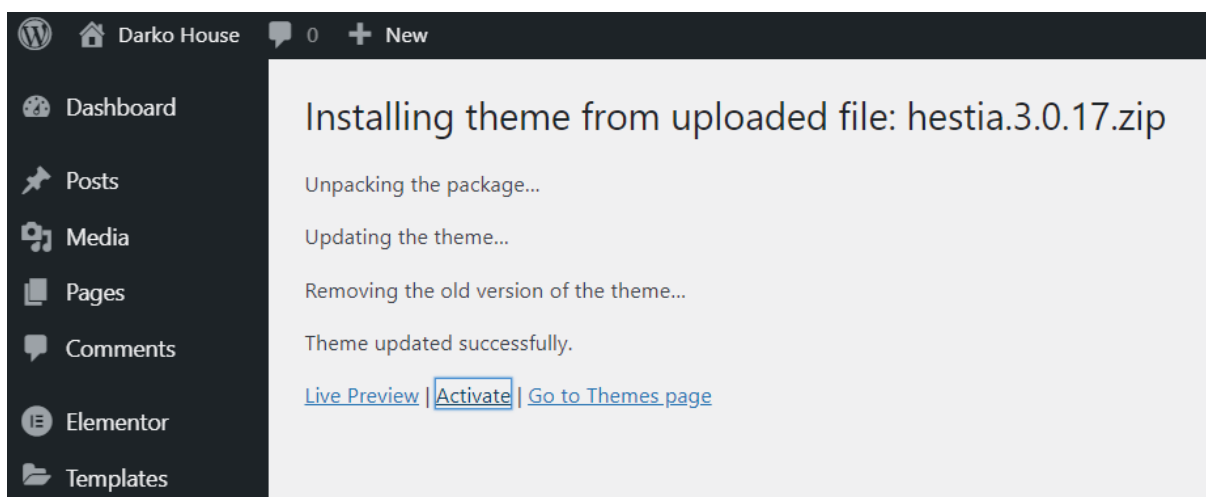 Darko House 0 New
Dashboard
Posts
Media
Pages
Comments
Elementor
Templates
Installing theme from uploaded file: hestia.3.0.17.zip
Unpacking the package...
Updating the theme...
Removing the old version of the theme...
Theme updated successfully.
Live Preview | Activate | Go to Themes page